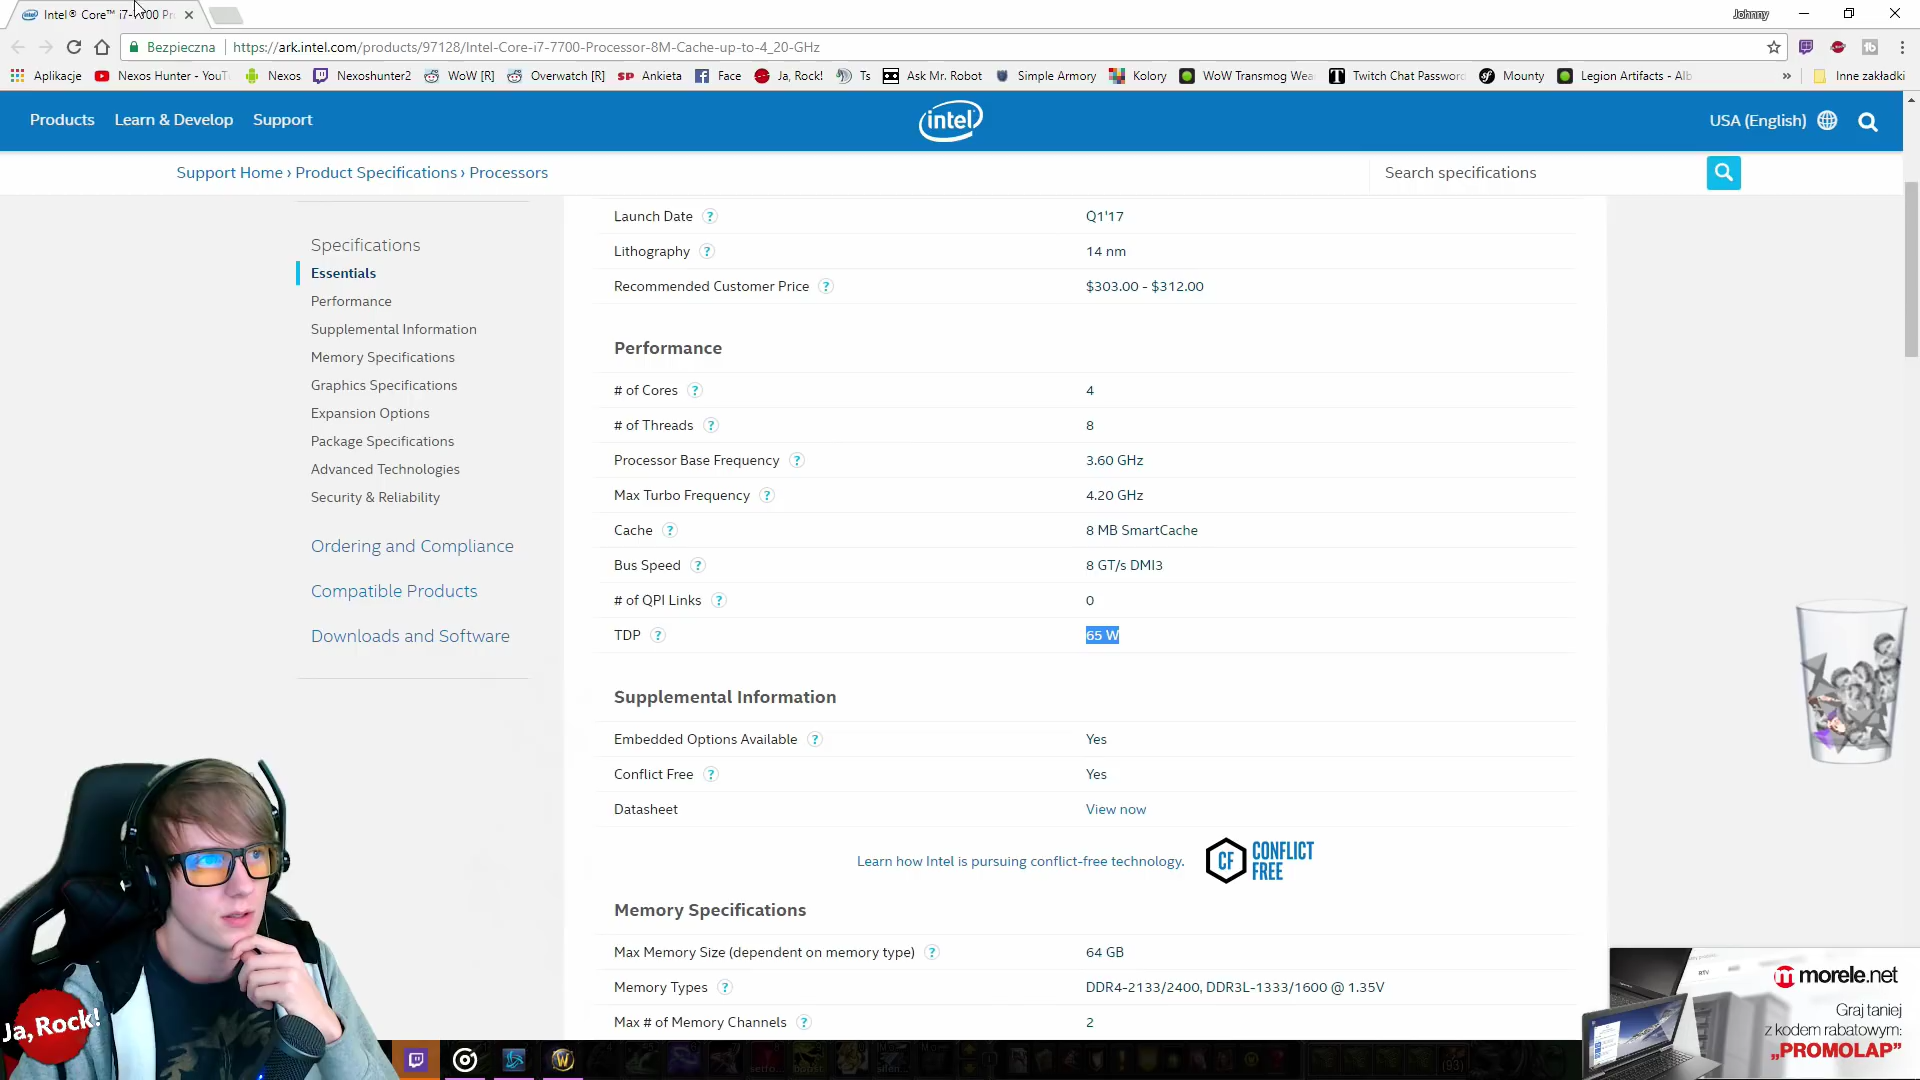 Intel® Core™ i7-7700 Pr
Johnny
Bezpieczna
https://ark.intel.com/products/97128/Intel-Core-i7-7700-Processor-8M-Cache-up-to-4_20-GHz
Aplikacje
Nexos Hunter - YouTu
Nexos
Nexoshunter2
WoW [R]
Overwatch [R]
SP Ankieta
Face
Ja, Rock!
Ts
Ask Mr. Robot
Simple Armory
Kolory
WoW Transmog Wea
Twitch Chat Password
Mounty
Legion Artifacts - Alb
»
Inne zakładki
Products
Learn & Develop
Support
intel
USA (English)
Support Home › Product Specifications › Processors
Search specifications
Specifications
Essentials
Performance
Supplemental Information
Memory Specifications
Graphics Specifications
Expansion Options
Package Specifications
Advanced Technologies
Security & Reliability
Ordering and Compliance
Compatible Products
Downloads and Software
Launch Date ? Q1'17
Lithography ? 14 nm
Recommended Customer Price ? $303.00 - $312.00
Performance
# of Cores ? 4
# of Threads ? 8
Processor Base Frequency ? 3.60 GHz
Max Turbo Frequency ? 4.20 GHz
Cache ? 8 MB SmartCache
Bus Speed ? 8 GT/s DMI3
# of QPI Links ? 0
TDP ? 65 W
Supplemental Information
Embedded Options Available ? Yes
Conflict Free ? Yes
Datasheet View now
Learn how Intel is pursuing conflict-free technology.
CF CONFLICT
FREE
Memory Specifications
Max Memory Size (dependent on memory type) ? 64 GB
Memory Types ? DDR4-2133/2400, DDR3L-1333/1600 @ 1.35V
Max # of Memory Channels ? 2
Ja, Rock!
morele.net
Graj taniej
z kodem rabatowym:
„PROMOLAP”